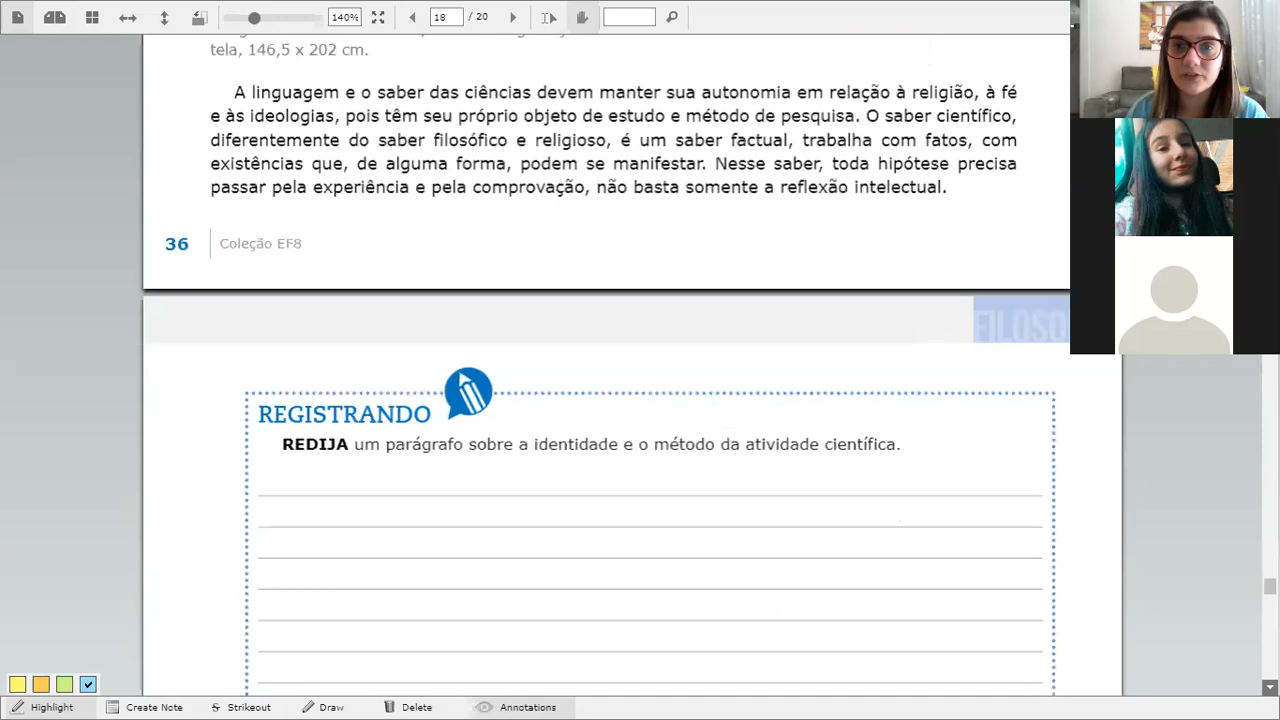 140%
18
/ 20
tela, 146,5 x 202 cm.
A linguagem e o saber das ciências devem manter sua autonomia em relação à religião, à fé
e às ideologias, pois têm seu próprio objeto de estudo e método de pesquisa. O saber científico,
diferentemente do saber filosófico e religioso, é um saber factual, trabalha com fatos, com
existências que, de alguma forma, podem se manifestar. Nesse saber, toda hipótese precisa
passar pela experiência e pela comprovação, não basta somente a reflexão intelectual.
36
Coleção EF8
REGISTRANDO
REDIJA um parágrafo sobre a identidade e o método da atividade científica.
Highlight
Create Note
Strikeout
Draw
Delete
Annotations